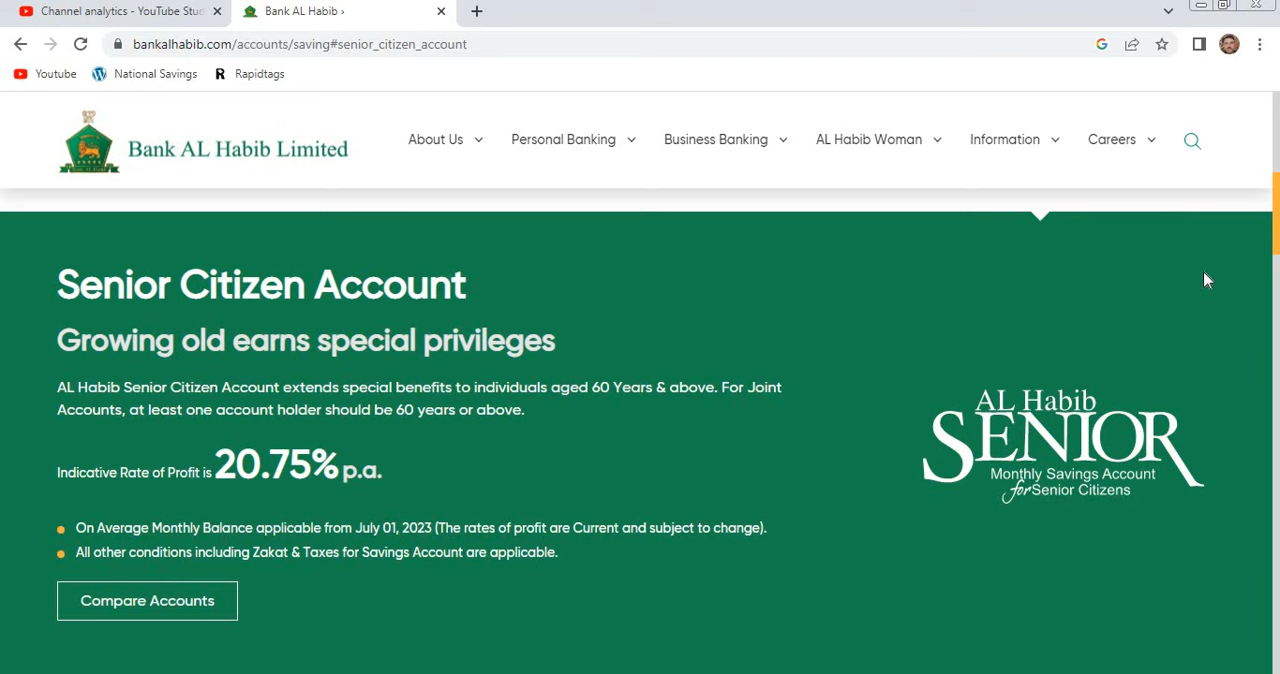 Channel analytics - YouTube Stud
Bank AL Habib ›
bankalhabib.com/accounts/saving#senior_citizen_account
Youtube
National Savings
Rapidtags
Bank AL Habib Limited
About Us
Personal Banking
Business Banking
AL Habib Woman
Information
Careers
Senior Citizen Account
Growing old earns special privileges
AL Habib Senior Citizen Account extends special benefits to individuals aged 60 Years & above. For Joint
Accounts, at least one account holder should be 60 years or above.
Indicative Rate of Profit is 20.75% p.a.
On Average Monthly Balance applicable from July 01, 2023 (The rates of profit are Current and subject to change).
All other conditions including Zakat & Taxes for Savings Account are applicable.
Compare Accounts
AL Habib
SENIOR
Monthly Savings Account
for Senior Citizens